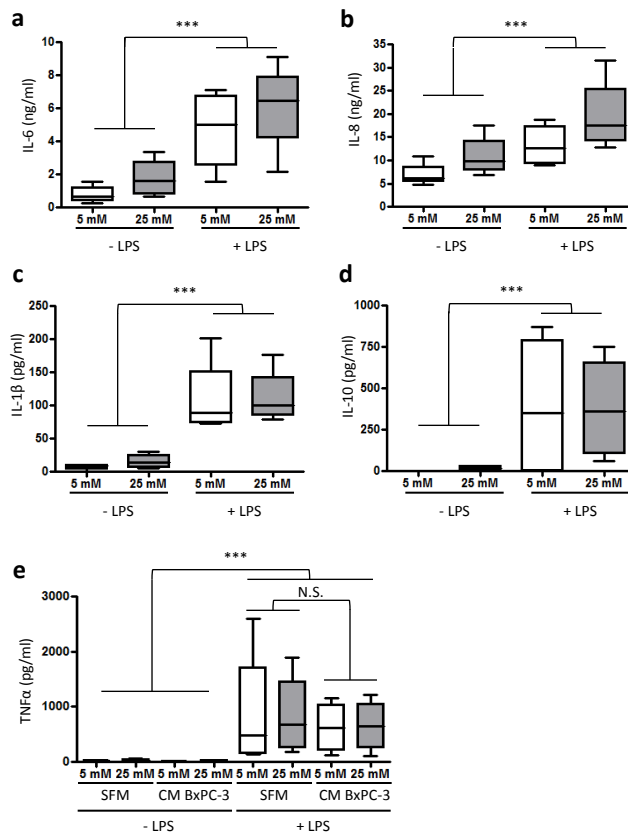 a
***
IL-6 (ng/ml)
10
8
6
4
2
0
5 mM 25 mM 5 mM 25 mM
- LPS + LPS
b
***
IL-8 (ng/ml)
35
30
25
20
15
10
5
0
5 mM 25 mM 5 mM 25 mM
- LPS + LPS
c
***
IL-1β (pg/ml)
250
200
150
100
50
0
5 mM 25 mM 5 mM 25 mM
- LPS + LPS
d
***
IL-10 (pg/ml)
1000
750
500
250
0
5 mM 25 mM 5 mM 25 mM
- LPS + LPS
e
***
N.S.
TNFα (pg/ml)
3000
2000
1000
0
5 mM 25 mM 5 mM 25 mM 5 mM 25 mM 5 mM 25 mM
SFM CM BxPC-3 SFM CM BxPC-3
- LPS + LPS